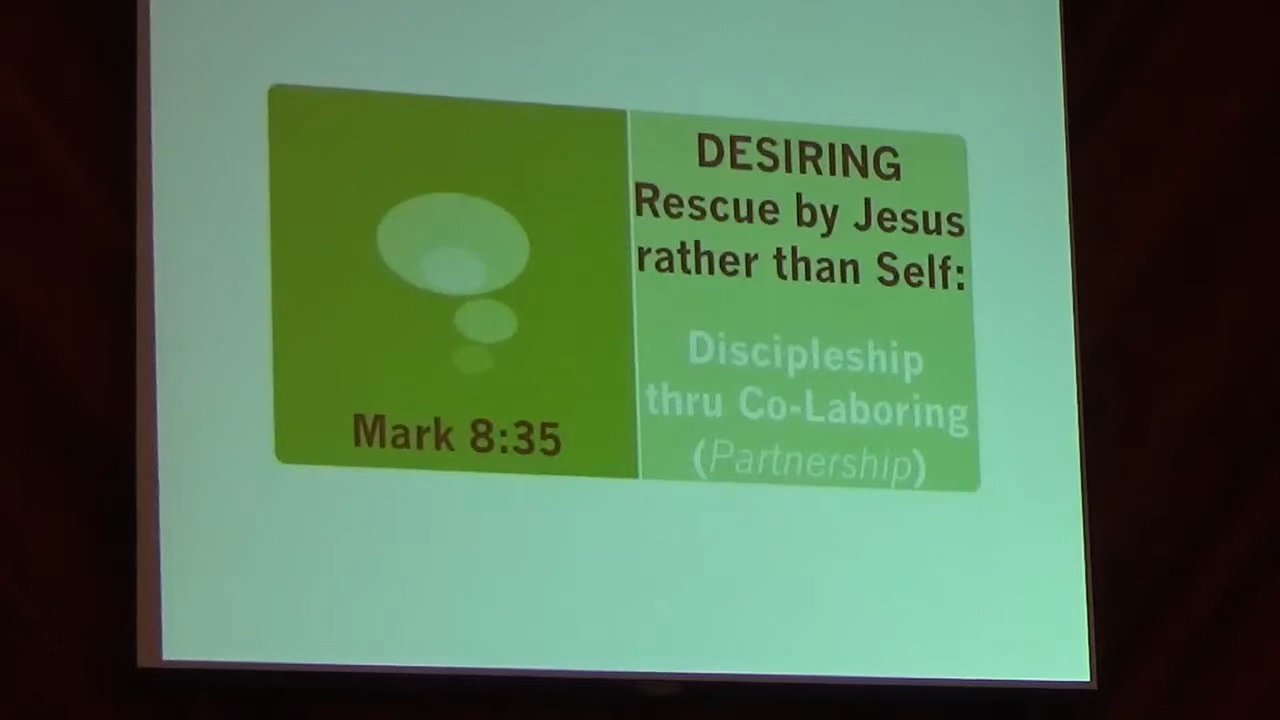 Mark 8:35
DESIRING
Rescue by Jesus
rather than Self:
Discipleship
thru Co-Laboring
(Partnership)